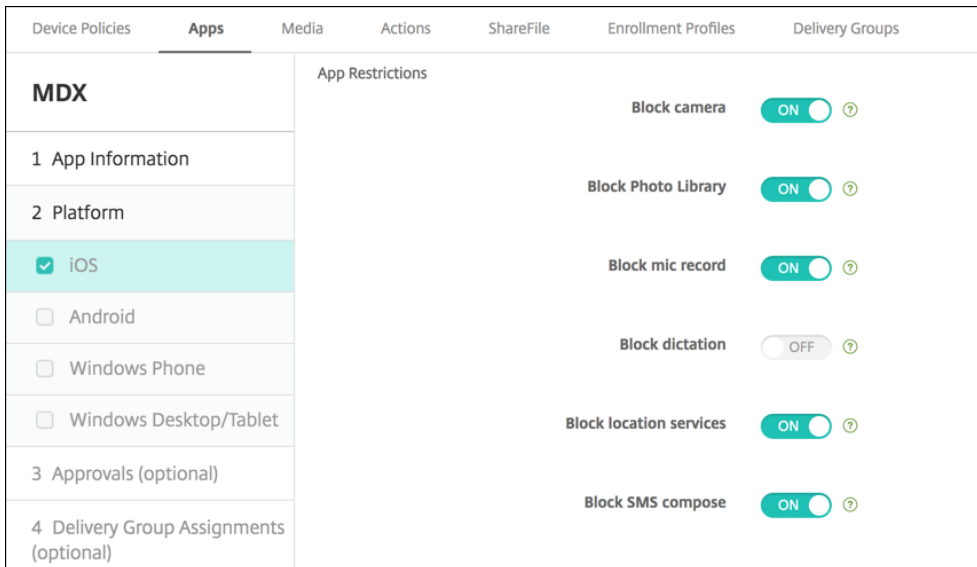 Device Policies Apps Media Actions ShareFile Enrollment Profiles Delivery Groups
MDX
1 App Information
2 Platform
iOS
Android
Windows Phone
Windows Desktop/Tablet
3 Approvals (optional)
4 Delivery Group Assignments
(optional)
App Restrictions
Block camera ON ?
Block Photo Library ON ?
Block mic record ON ?
Block dictation OFF ?
Block location services ON ?
Block SMS compose ON ?